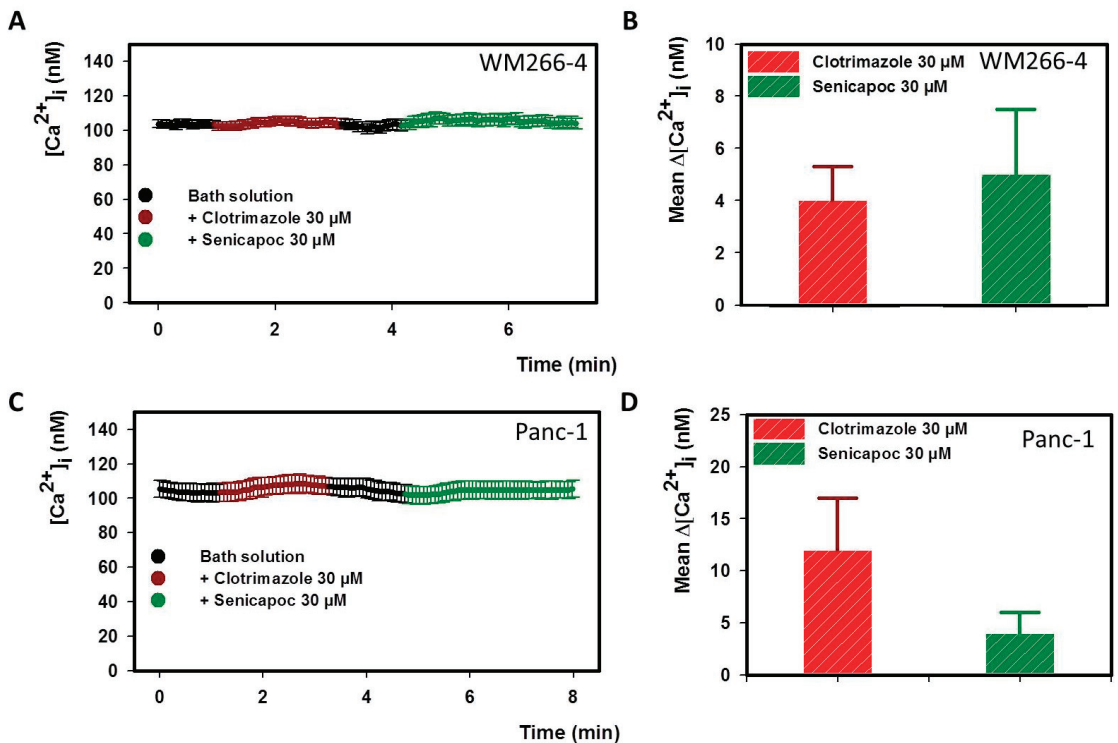 A
WM266-4
[Ca2+]i (nM)
140
120
100
80
60
40
20
0
Bath solution
+ Clotrimazole 30 µM
+ Senicapoc 30 µM
0 2 4 6
Time (min)
B
Clotrimazole 30 µM
Senicapoc 30 µM
WM266-4
Mean Δ[Ca2+]i (nM)
10
8
6
4
2
0
C
Panc-1
[Ca2+]i (nM)
140
120
100
80
60
40
20
0
Bath solution
+ Clotrimazole 30 µM
+ Senicapoc 30 µM
0 2 4 6 8
Time (min)
D
Clotrimazole 30 µM
Senicapoc 30 µM
Panc-1
Mean Δ[Ca2+]i (nM)
25
20
15
10
5
0